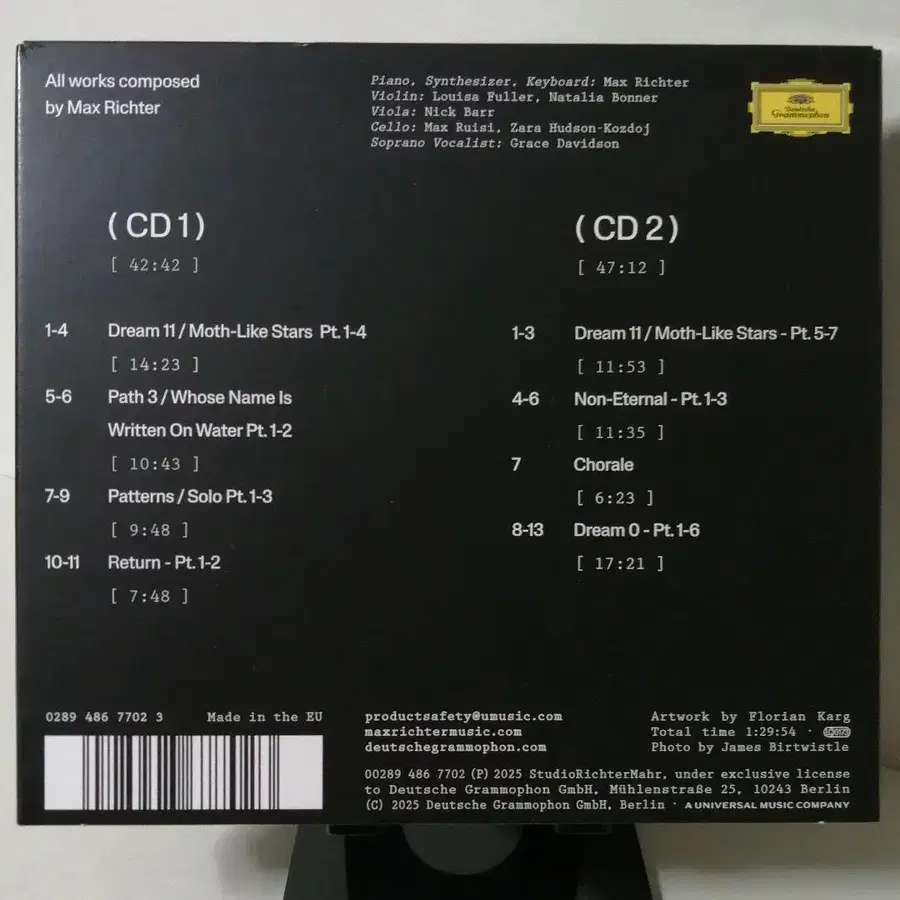 All works composed
by Max Richter
Piano, Synthesizer, Keyboard: Max Richter
Violin: Louisa Fuller, Natalia Bonner
Viola: Nick Barr
Cello: Max Ruisi, Zara Hudson-Kozdoj
Soprano Vocalist: Grace Davidson
Deutsche
Grammophon
( CD 1 )
[ 42:42 ]
1-4 Dream 11 / Moth-Like Stars Pt. 1-4
[ 14:23 ]
5-6 Path 3 / Whose Name Is
Written On Water Pt. 1-2
[ 10:43 ]
7-9 Patterns / Solo Pt. 1-3
[ 9:48 ]
10-11 Return - Pt. 1-2
[ 7:48 ]
( CD 2 )
[ 47:12 ]
1-3 Dream 11 / Moth-Like Stars - Pt. 5-7
[ 11:53 ]
4-6 Non-Eternal - Pt. 1-3
[ 11:35 ]
7 Chorale
[ 6:23 ]
8-13 Dream 0 - Pt. 1-6
[ 17:21 ]
0289 486 7702 3 Made in the EU
productsafety@umusic.com
maxrichtermusic.com
deutschegrammophon.com
Artwork by Florian Karg
Total time 1:29:54 ·
Photo by James Birtwistle
00289 486 7702 (P) 2025 StudioRichterMahr, under exclusive license
to Deutsche Grammophon GmbH, Mühlenstraße 25, 10243 Berlin
(C) 2025 Deutsche Grammophon GmbH, Berlin · A UNIVERSAL MUSIC COMPANY